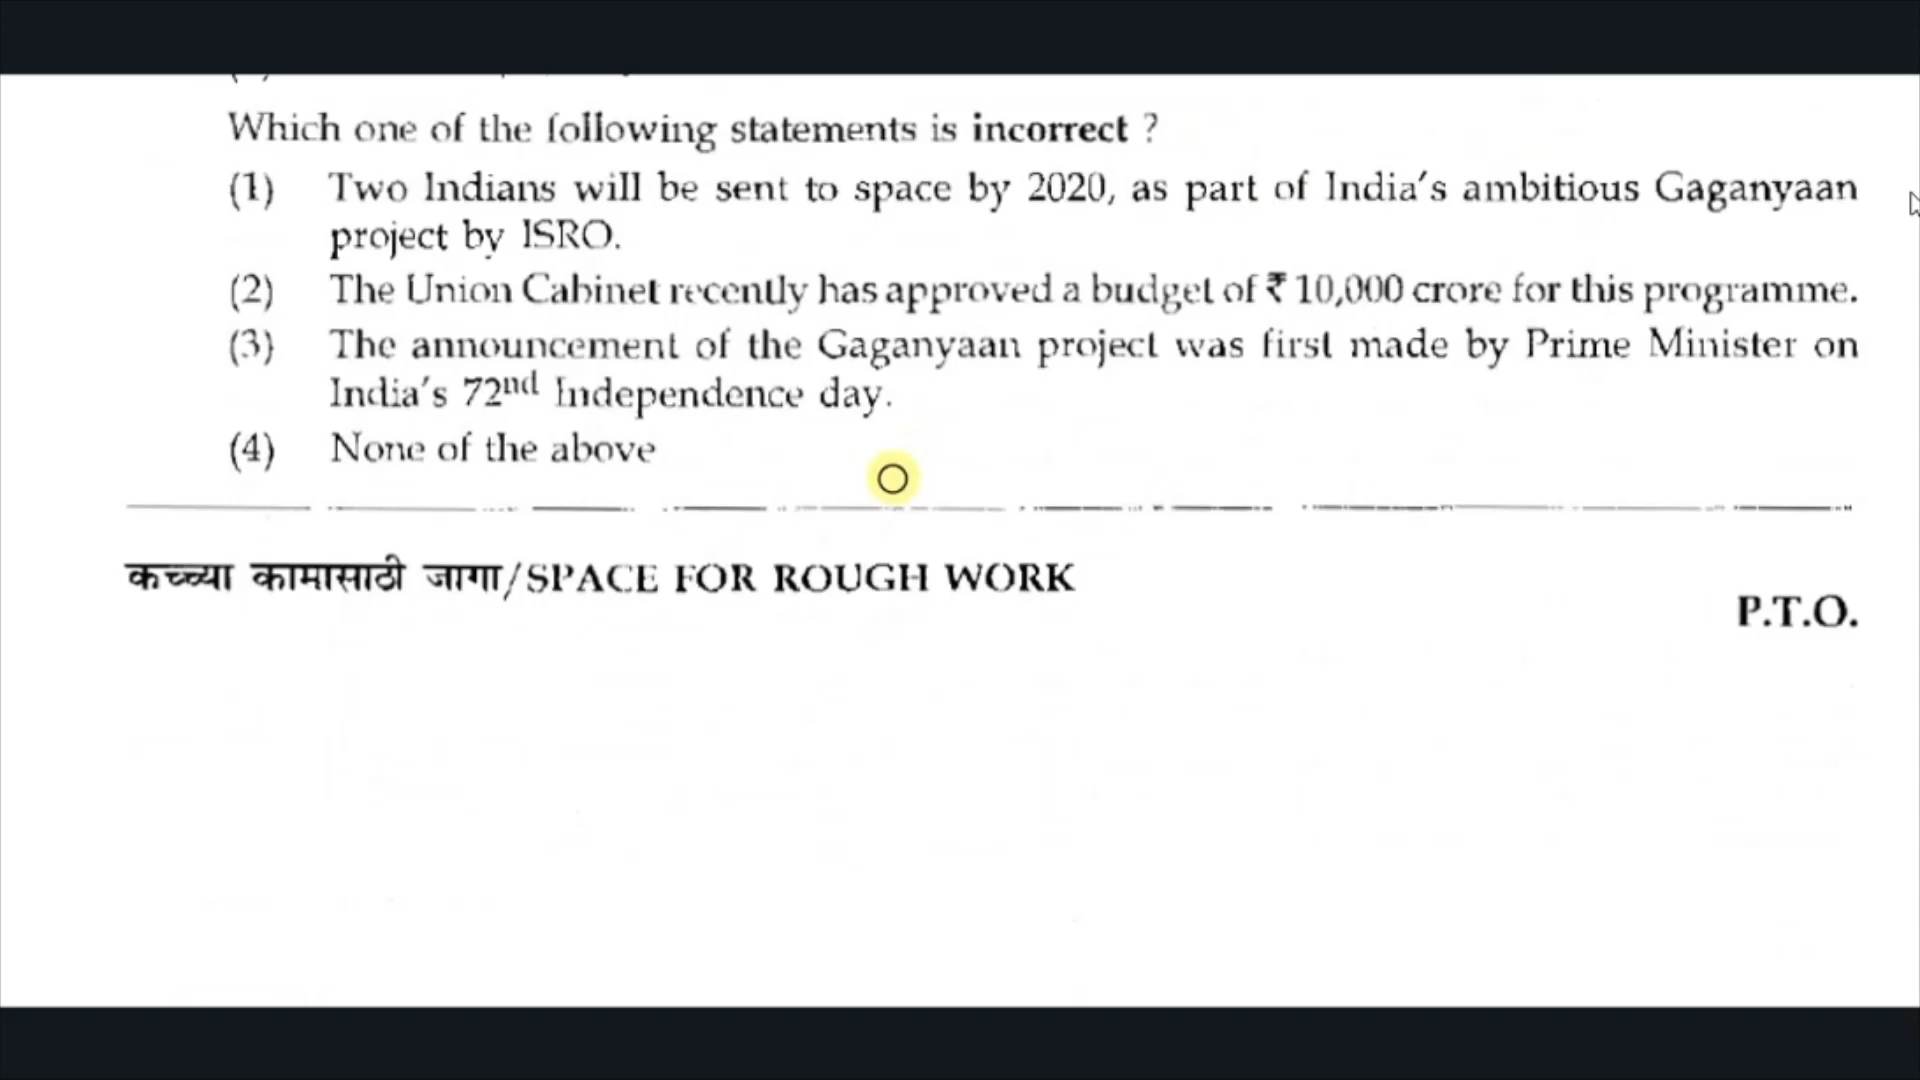 Which one of the following statements is incorrect ?
(1) Two Indians will be sent to space by 2020, as part of India's ambitious Gaganyaan
project by ISRO.
(2) The Union Cabinet recently has approved a budget of ₹ 10,000 crore for this programme.
(3) The announcement of the Gaganyaan project was first made by Prime Minister on
India's 72nd Independence day.
(4) None of the above
कच्च्या कामासाठी जागा/SPACE FOR ROUGH WORK
P.T.O.